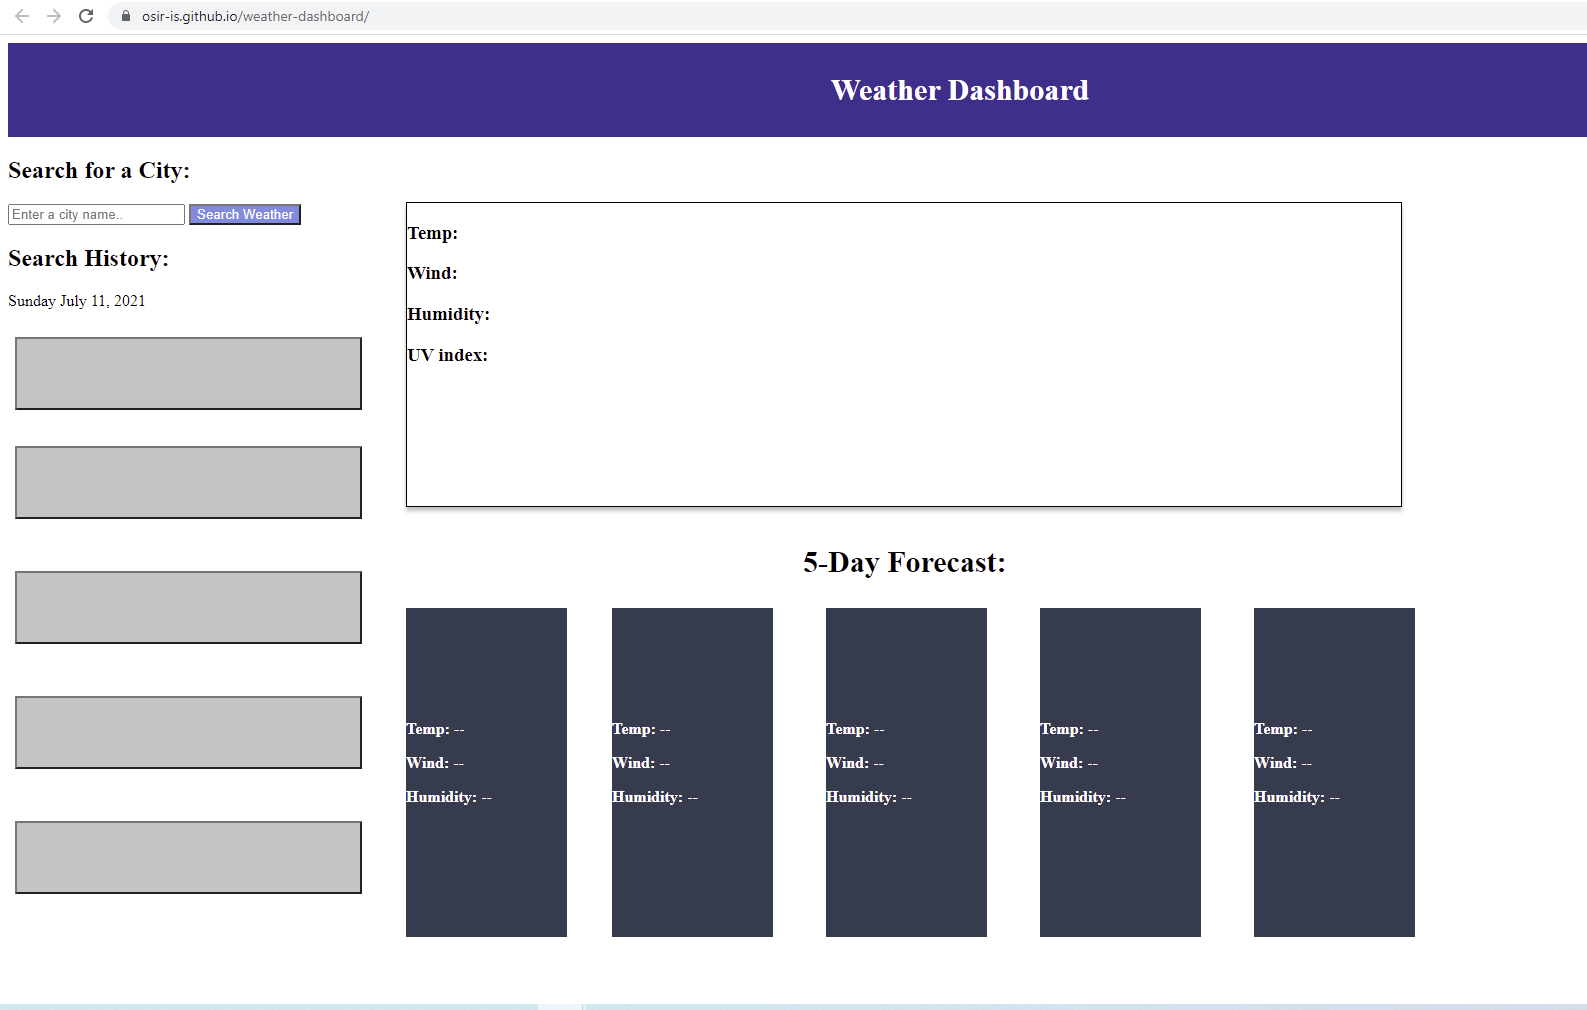 osir-is.github.io/weather-dashboard/
Weather Dashboard
Search for a City:
Enter a city name..
Search Weather
Search History:
Sunday July 11, 2021
Temp:
Wind:
Humidity:
UV index:
5-Day Forecast:
Temp: --
Wind: --
Humidity: --
Temp: --
Wind: --
Humidity: --
Temp: --
Wind: --
Humidity: --
Temp: --
Wind: --
Humidity: --
Temp: --
Wind: --
Humidity: --